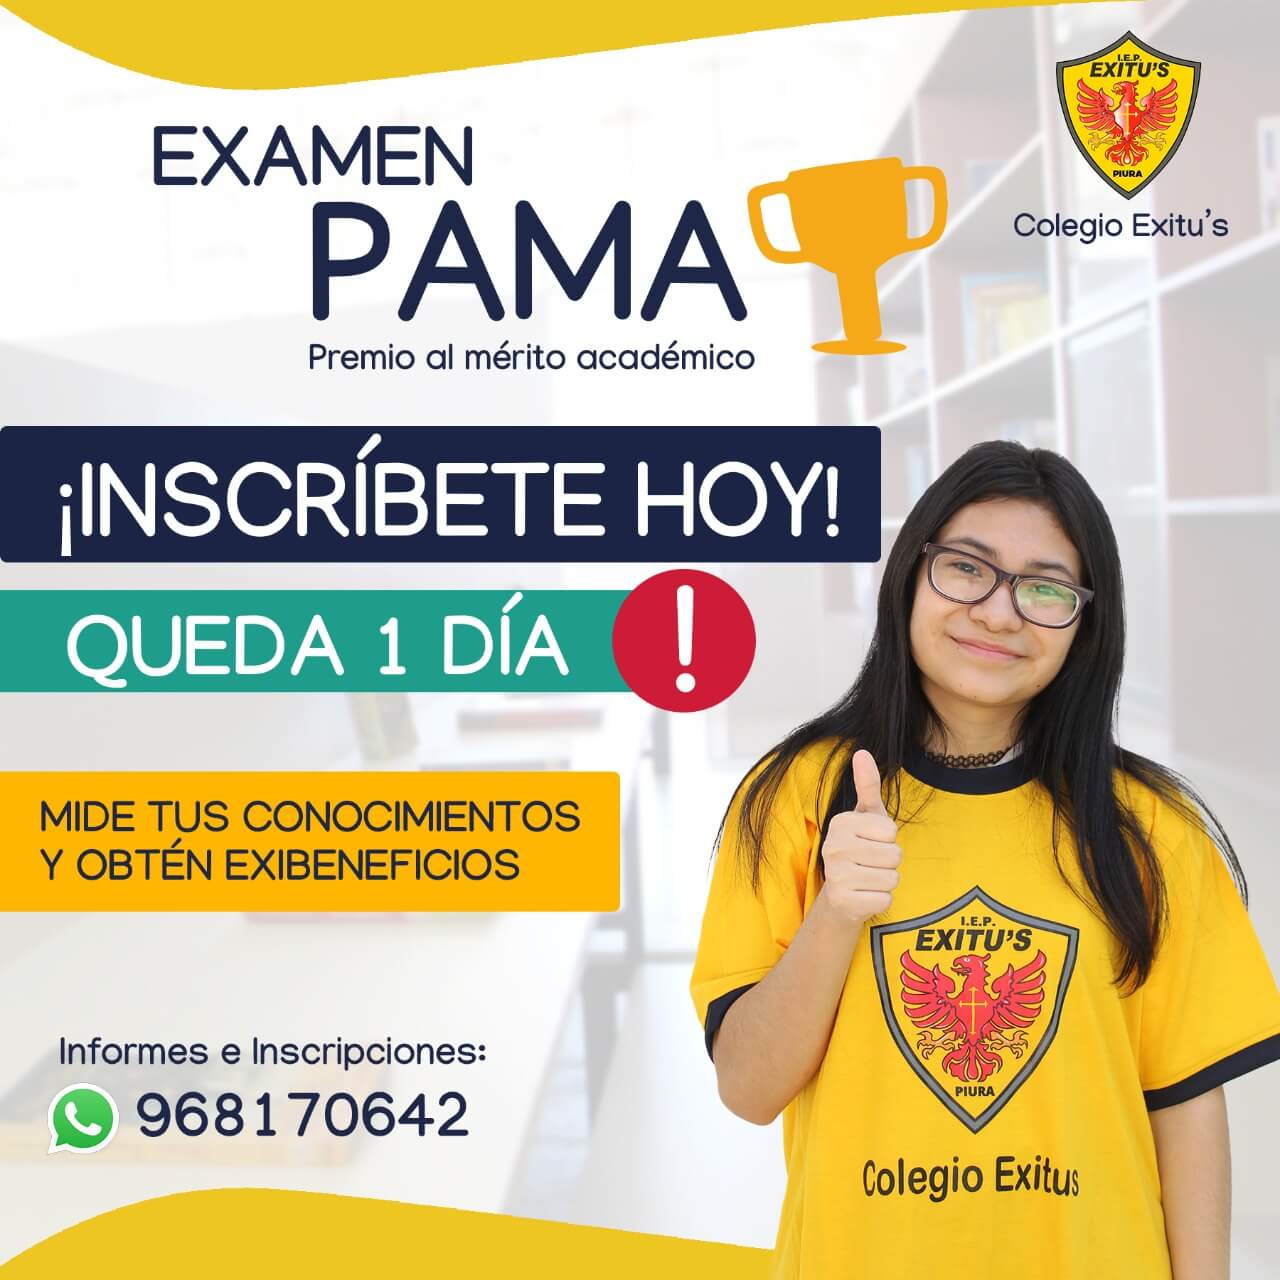 I.E.P.
EXITU'S
PIURA
Colegio Exitu's
EXAMEN
PAMA
Premio al mérito académico
¡INSCRÍBETE HOY!
QUEDA 1 DÍA !
MIDE TUS CONOCIMIENTOS
Y OBTÉN EXIBENEFICIOS
Informes e Inscripciones:
968170642
I.E.P.
EXITU'S
PIURA
Colegio Exitus